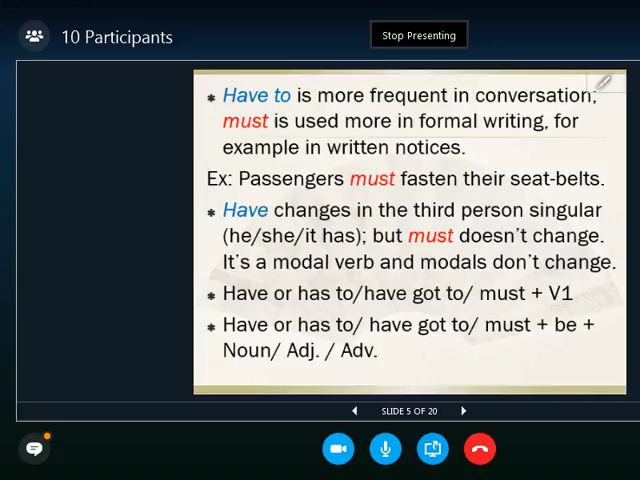 10 Participants
Stop Presenting
* Have to is more frequent in conversation;
must is used more in formal writing, for
example in written notices.
Ex: Passengers must fasten their seat-belts.
* Have changes in the third person singular
(he/she/it has); but must doesn't change.
It's a modal verb and modals don't change.
* Have or has to/have got to/ must + V1
* Have or has to/ have got to/ must + be +
Noun/ Adj. / Adv.
SLIDE 5 OF 20